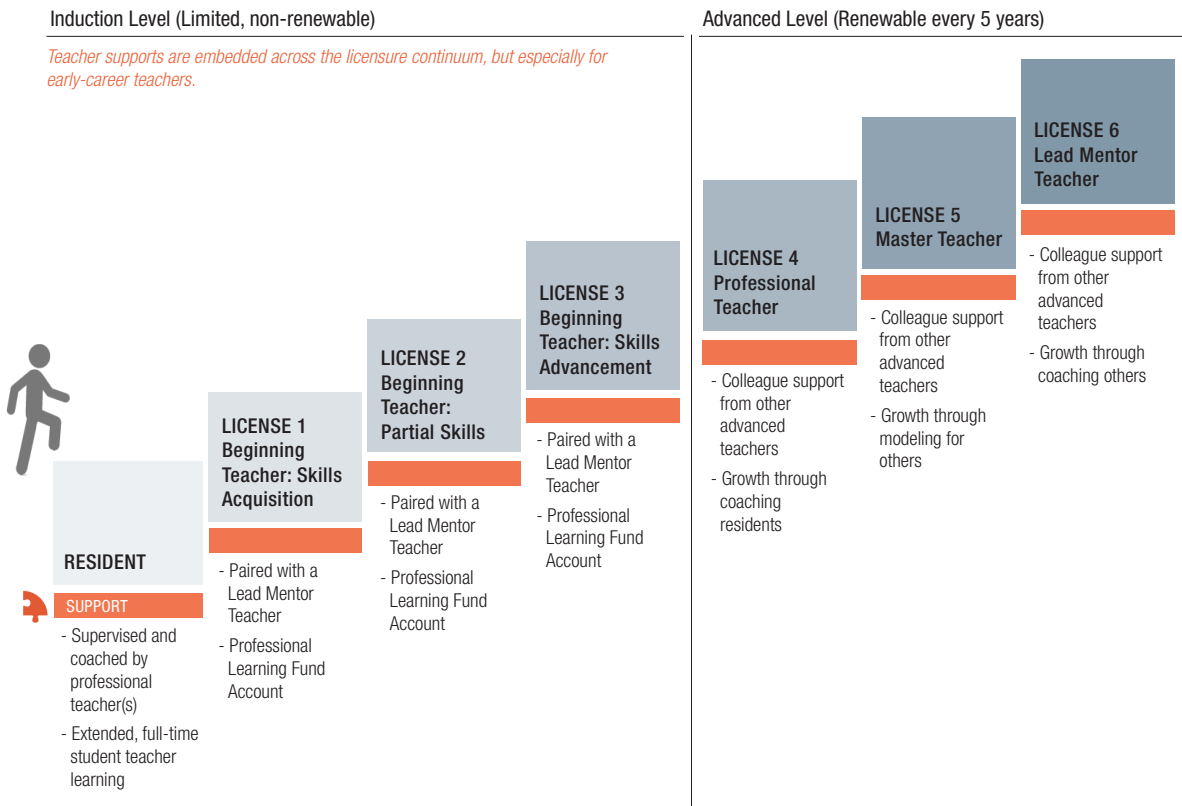 Induction Level (Limited, non-renewable)
Teacher supports are embedded across the licensure continuum, but especially for
early-career teachers.
RESIDENT
SUPPORT
- Supervised and
coached by
professional
teacher(s)
- Extended, full-time
student teacher
learning
LICENSE 1
Beginning
Teacher: Skills
Acquisition
- Paired with a
Lead Mentor
Teacher
- Professional
Learning Fund
Account
LICENSE 2
Beginning
Teacher:
Partial Skills
- Paired with a
Lead Mentor
Teacher
- Professional
Learning Fund
Account
LICENSE 3
Beginning
Teacher: Skills
Advancement
- Paired with a
Lead Mentor
Teacher
- Professional
Learning Fund
Account
Advanced Level (Renewable every 5 years)
LICENSE 4
Professional
Teacher
- Colleague support
from other
advanced
teachers
- Growth through
coaching
residents
LICENSE 5
Master Teacher
- Colleague support
from other
advanced
teachers
- Growth through
modeling for
others
LICENSE 6
Lead Mentor
Teacher
- Colleague support
from other
advanced
teachers
- Growth through
coaching others